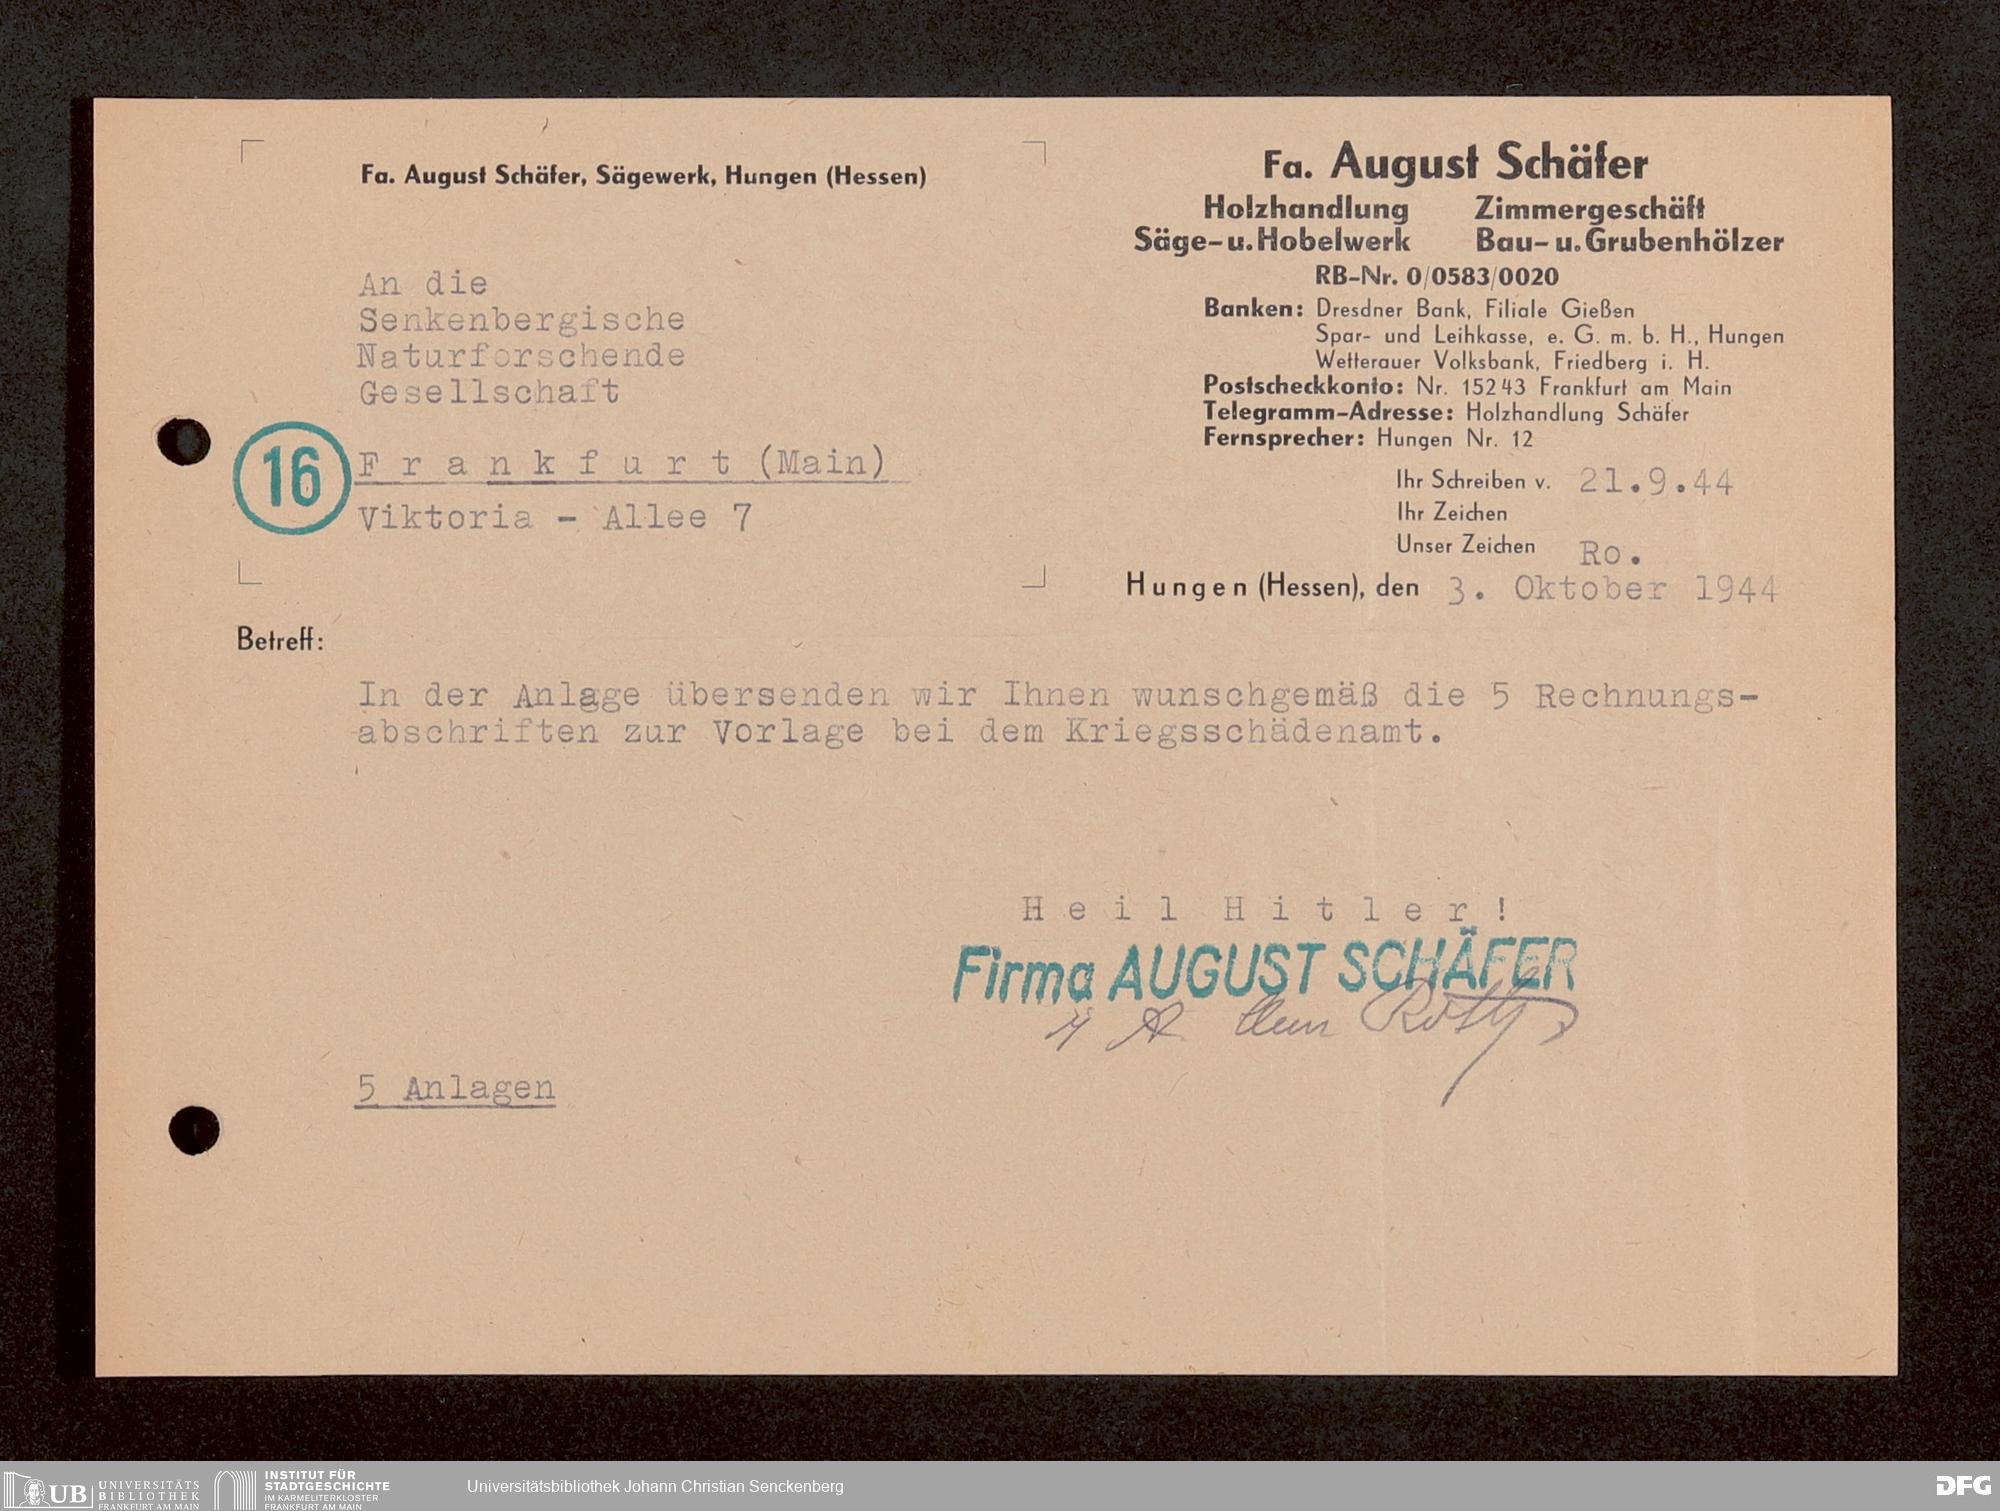 Fa. August Schäfer, Sägewerk, Hungen (Hessen)
An die
Senkenbergische
Naturforschende
Gesellschaft
16
Frankfurt (Main)
Viktoria - Allee 7
Fa. August Schäfer
Holzhandlung Zimmergeschäft
Säge- u. Hobelwerk Bau- u. Grubenhölzer
RB-Nr. 0/0583/0020
Banken: Dresdner Bank, Filiale Gießen
Spar- und Leihkasse, e. G. m. b. H., Hungen
Wetterauer Volksbank, Friedberg i. H.
Postscheckkonto: Nr. 15243 Frankfurt am Main
Telegramm-Adresse: Holzhandlung Schäfer
Fernsprecher: Hungen Nr. 12
Ihr Schreiben v. 21.9.44
Ihr Zeichen
Unser Zeichen Ro.
Hungen (Hessen), den 3. Oktober 1944
Betreff:
In der Anlage übersenden wir Ihnen wunschgemäß die 5 Rechnungs-
abschriften zur Vorlage bei dem Kriegsschädenamt.
Heil Hitler!
Firma AUGUST SCHÄFER
5 Anlagen
UB UNIVERSITÄTS
BIBLIOTHEK
FRANKFURT AM MAIN
INSTITUT FÜR
STADTGESCHICHTE
IM KARMELITERKLOSTER
FRANKFURT AM MAIN
Universitätsbibliothek Johann Christian Senckenberg
DFG